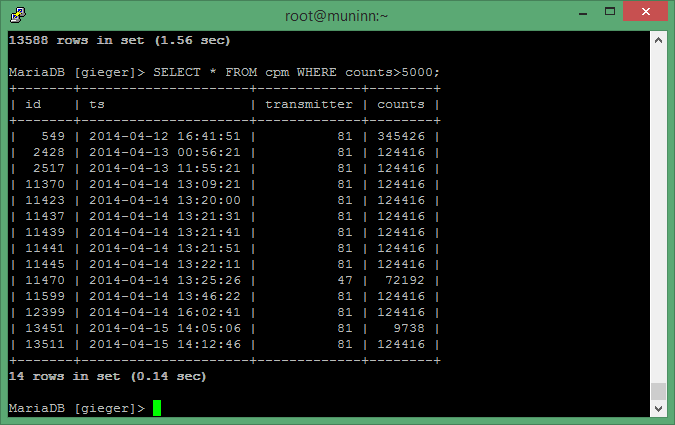 root@muninn:~
13588 rows in set (1.56 sec)
MariaDB [gieger]> SELECT * FROM cpm WHERE counts>5000;
+-------+---------------------+-------------+--------+
| id    | ts                  | transmitter | counts |
+-------+---------------------+-------------+--------+
|   549 | 2014-04-12 16:41:51 |          81 | 345426 |
|  2428 | 2014-04-13 00:56:21 |          81 | 124416 |
|  2517 | 2014-04-13 11:55:21 |          81 | 124416 |
| 11370 | 2014-04-14 13:09:21 |          81 | 124416 |
| 11423 | 2014-04-14 13:20:00 |          81 | 124416 |
| 11437 | 2014-04-14 13:21:31 |          81 | 124416 |
| 11439 | 2014-04-14 13:21:41 |          81 | 124416 |
| 11441 | 2014-04-14 13:21:51 |          81 | 124416 |
| 11445 | 2014-04-14 13:22:11 |          81 | 124416 |
| 11470 | 2014-04-14 13:25:26 |          47 |  72192 |
| 11599 | 2014-04-14 13:46:22 |          81 | 124416 |
| 12399 | 2014-04-14 16:02:41 |          81 | 124416 |
| 13451 | 2014-04-15 14:05:06 |          81 |   9738 |
| 13511 | 2014-04-15 14:12:46 |          81 | 124416 |
+-------+---------------------+-------------+--------+
14 rows in set (0.14 sec)
MariaDB [gieger]>